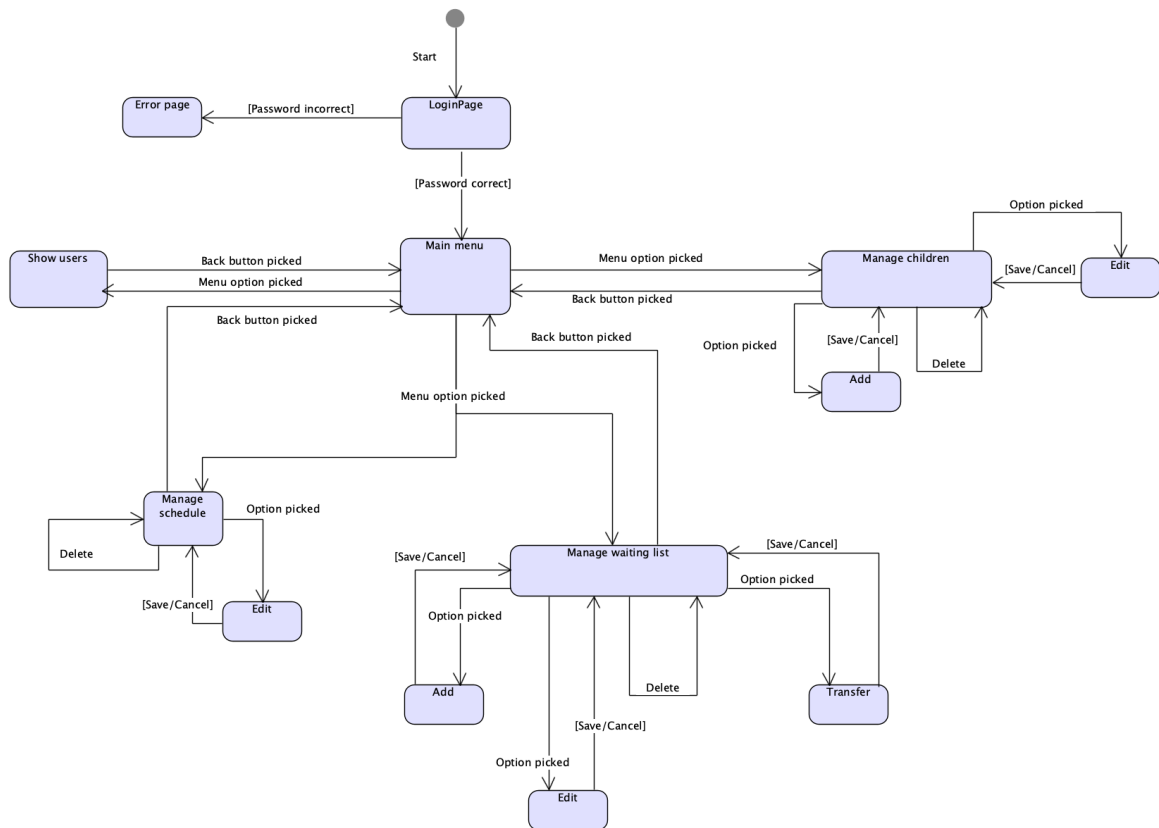 Start
Error page
[Password incorrect]
LoginPage
[Password correct]
Option picked
Show users
Back button picked
Main menu
Menu option picked
Manage children
[Save/Cancel]
Edit
Menu option picked
Back button picked
Back button picked
Back button picked
Option picked
[Save/Cancel]
Delete
Add
Menu option picked
Manage
schedule
Option picked
Delete
[Save/Cancel]
Edit
Manage waiting list
[Save/Cancel]
[Save/Cancel]
Option picked
Option picked
Add
Delete
Transfer
[Save/Cancel]
Option picked
Edit